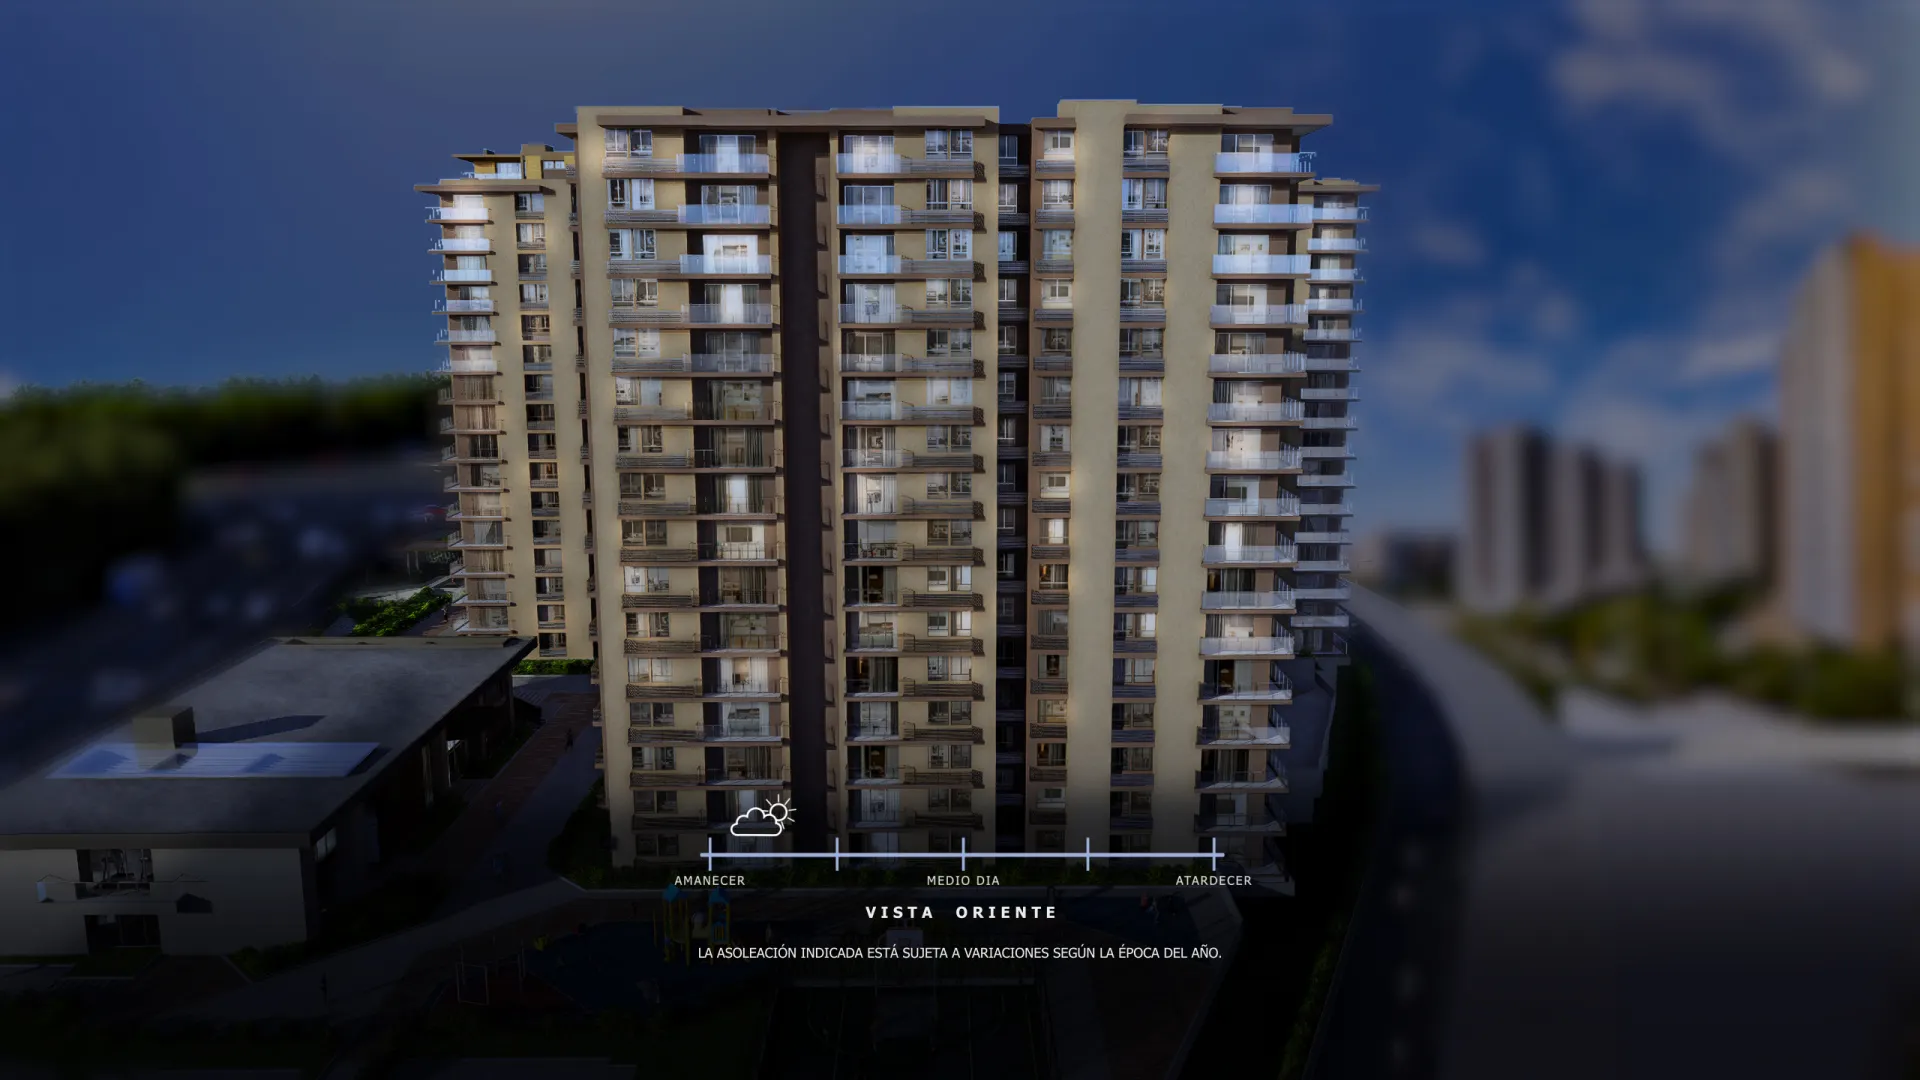 AMANECER MEDIO DIA ATARDECER
VISTA ORIENTE
LA ASOLEACIÓN INDICADA ESTÁ SUJETA A VARIACIONES SEGÚN LA ÉPOCA DEL AÑO.